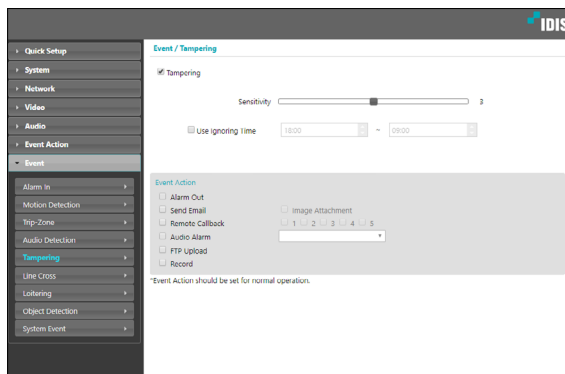 IDIS
Quick Setup
System
Network
Video
Audio
Event Action
Event
Alarm In
Motion Detection
Trip-Zone
Audio Detection
Tampering
Line Cross
Loitering
Object Detection
System Event
Event / Tampering
Tampering
Sensitivity 3
Use Ignoring Time 18:00 ~ 09:00
Event Action
Alarm Out
Send Email Image Attachment
Remote Callback 1 2 3 4 5
Audio Alarm
FTP Upload
Record
*Event Action should be set for normal operation.